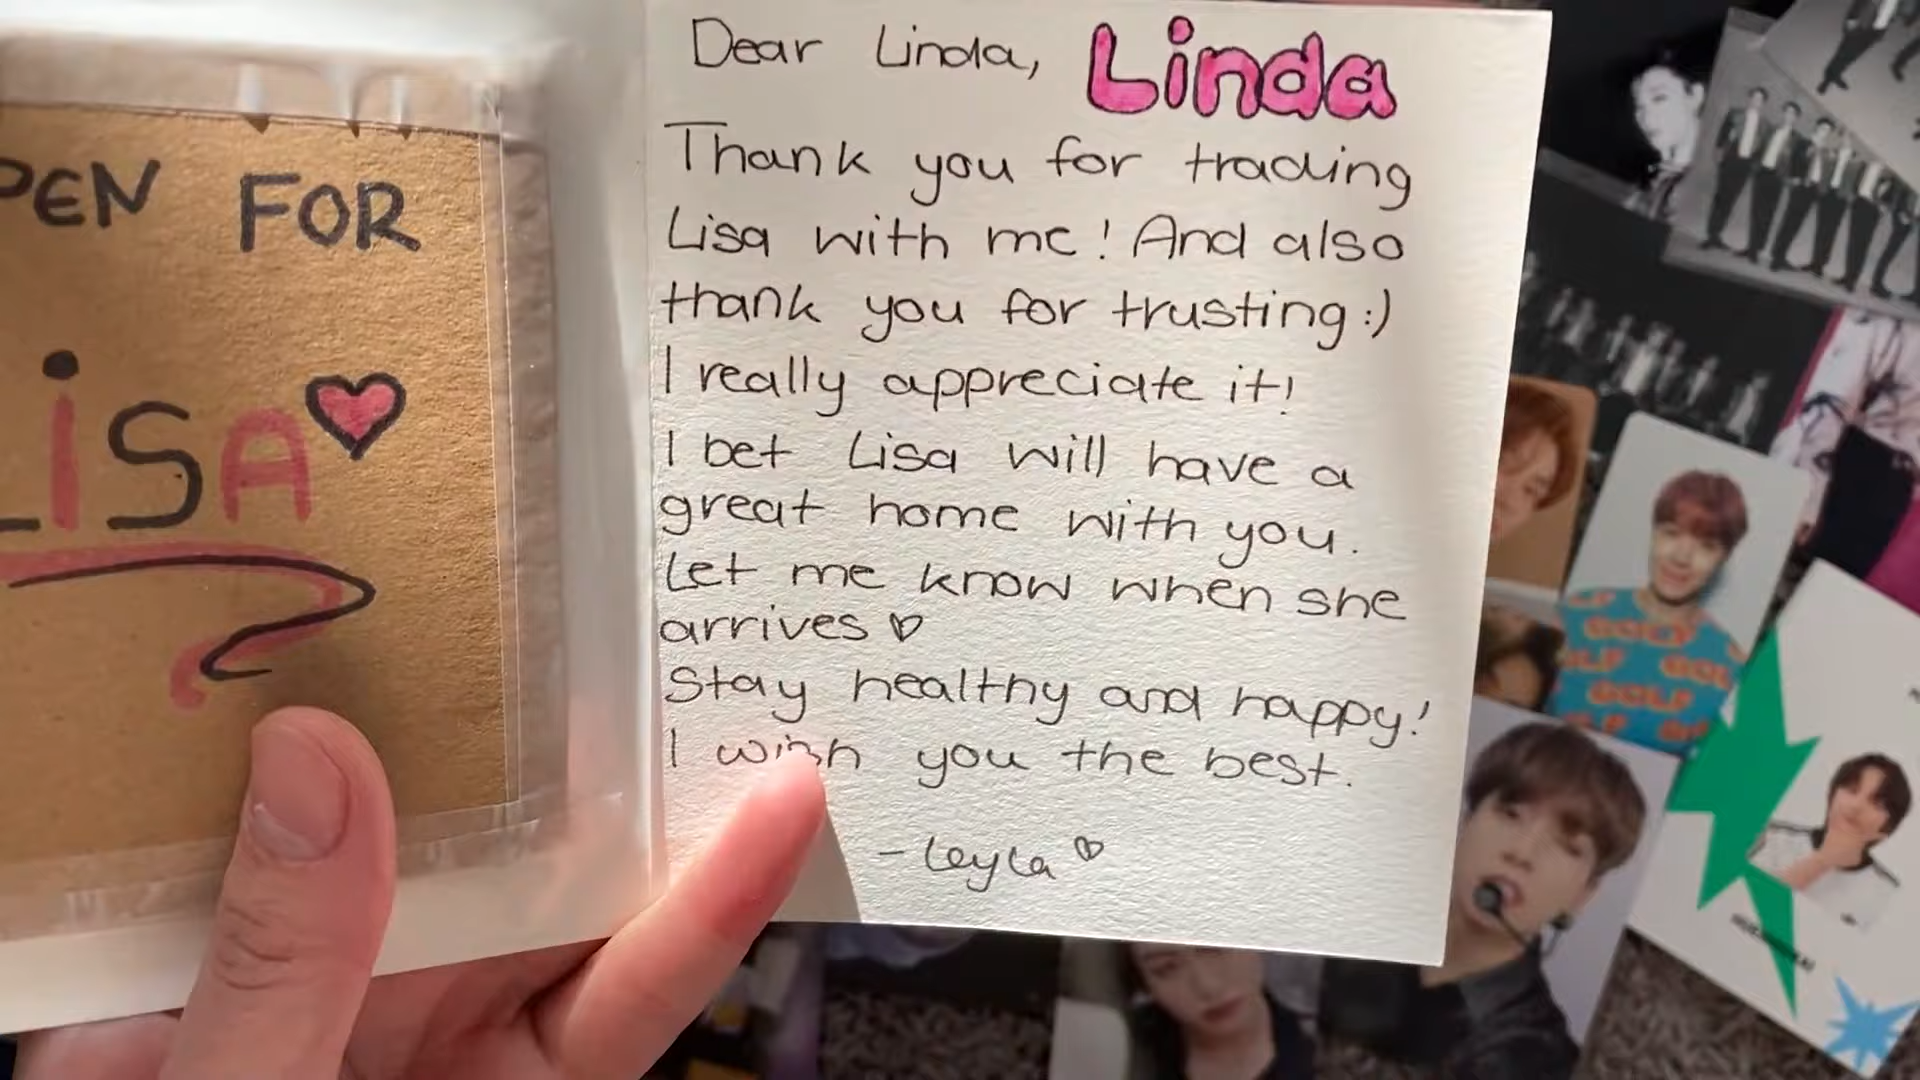 PEN FOR
LiSA
Dear Linda, Linda
Thank you for trading
Lisa with me! And also
thank you for trusting:)
I really appreciate it!
I bet Lisa will have a
great home with you.
Let me know when she
arrives ♡
Stay healthy and happy!
I wish you the best.
- Leyla ♡
GOLF
GOLF